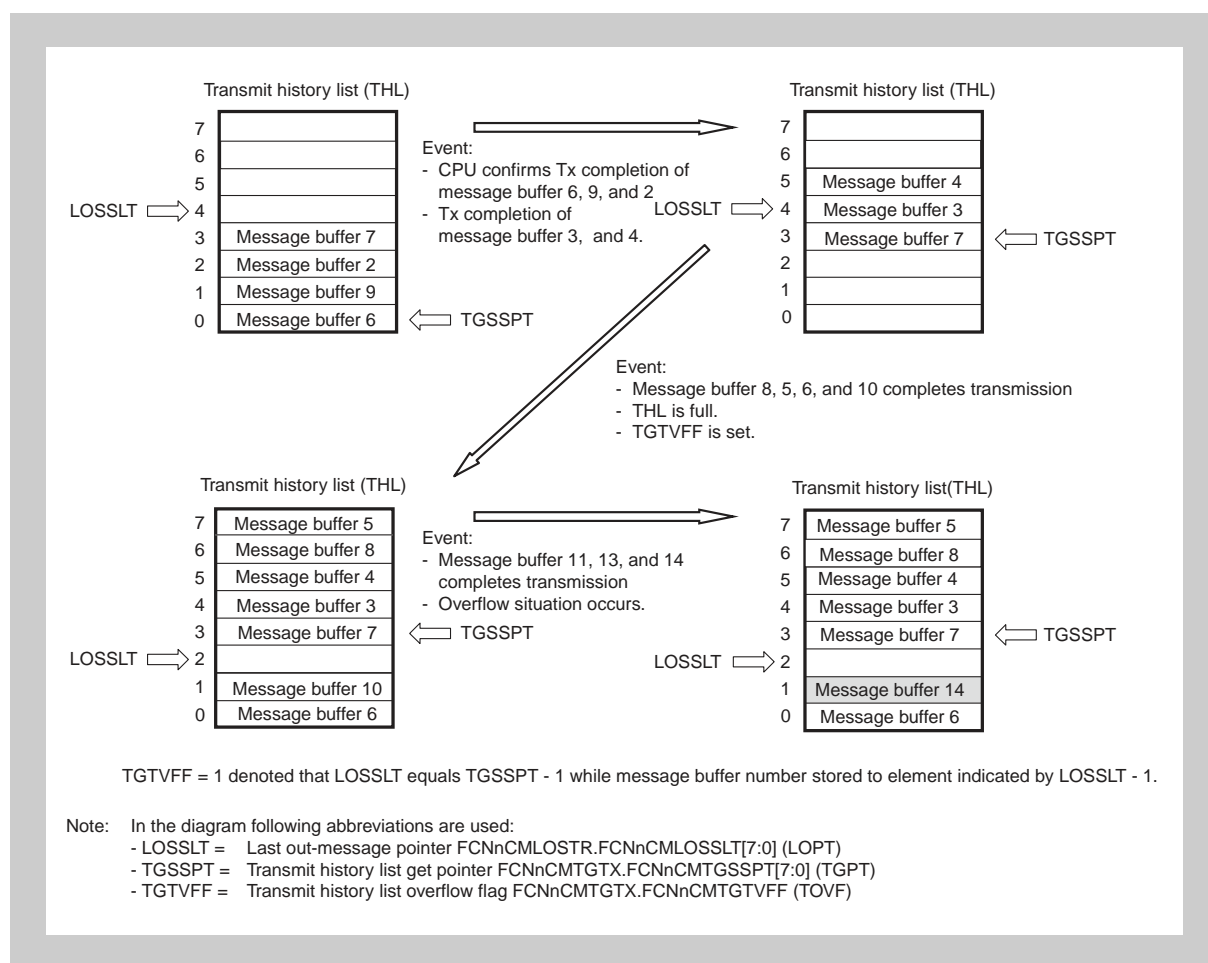 Transmit history list (THL)
7
6
5
LOSSLT 4
3 Message buffer 7
2 Message buffer 2
1 Message buffer 9
0 Message buffer 6 TGSSPT
Event:
- CPU confirms Tx completion of
message buffer 6, 9, and 2
- Tx completion of
message buffer 3, and 4.
Transmit history list (THL)
7
6
5 Message buffer 4
LOSSLT 4 Message buffer 3
3 Message buffer 7 TGSSPT
2
1
0
Event:
- Message buffer 8, 5, 6, and 10 completes transmission
- THL is full.
- TGTVFF is set.
Transmit history list (THL)
7 Message buffer 5
6 Message buffer 8
5 Message buffer 4
4 Message buffer 3
3 Message buffer 7 TGSSPT
LOSSLT 2
1 Message buffer 10
0 Message buffer 6
Event:
- Message buffer 11, 13, and 14
completes transmission
- Overflow situation occurs.
Transmit history list(THL)
7 Message buffer 5
6 Message buffer 8
5 Message buffer 4
4 Message buffer 3
3 Message buffer 7 TGSSPT
LOSSLT 2
1 Message buffer 14
0 Message buffer 6
TGTVFF = 1 denoted that LOSSLT equals TGSSPT - 1 while message buffer number stored to element indicated by LOSSLT - 1.
Note: In the diagram following abbreviations are used:
- LOSSLT = Last out-message pointer FCNnCMLOSTR.FCNnCMLOSSLT[7:0] (LOPT)
- TGSSPT = Transmit history list get pointer FCNnCMTGTX.FCNnCMTGSSPT[7:0] (TGPT)
- TGTVFF = Transmit history list overflow flag FCNnCMTGTX.FCNnCMTGTVFF (TOVF)